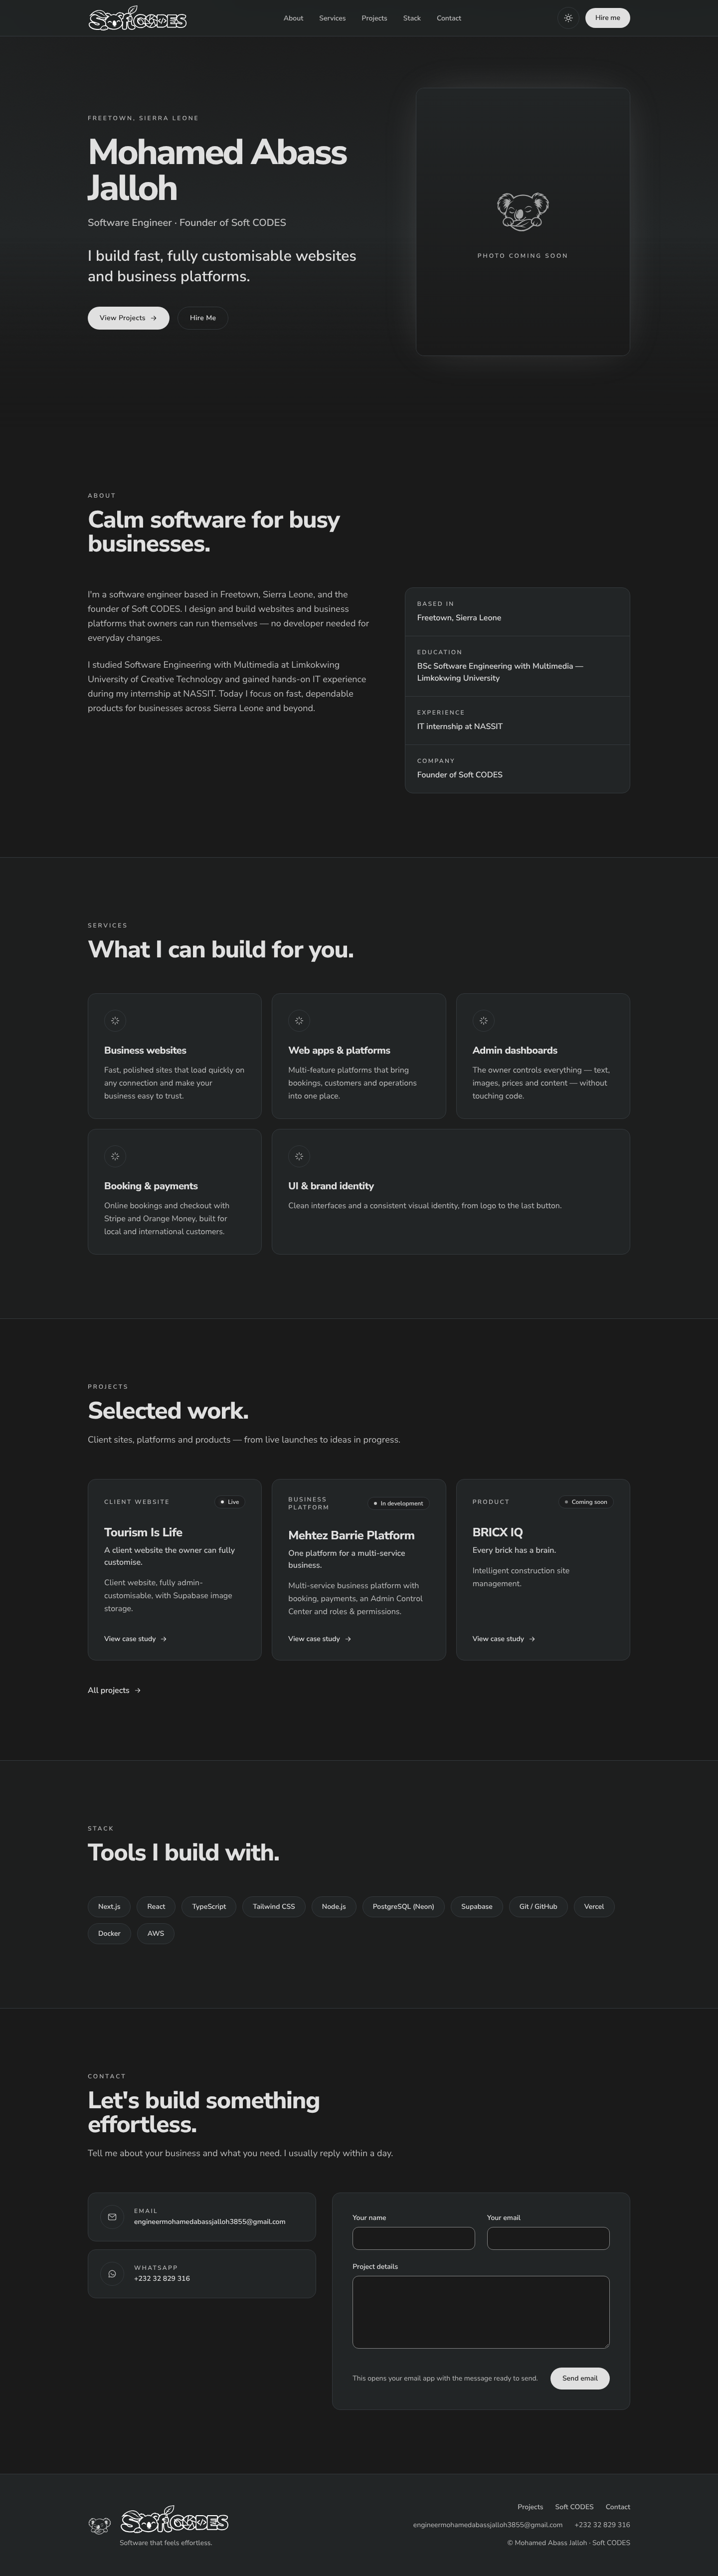 Soft CODES
About Services Projects Stack Contact
Hire me
FREETOWN, SIERRA LEONE
Mohamed Abass
Jalloh
Software Engineer · Founder of Soft CODES
I build fast, fully customisable websites
and business platforms.
View Projects →
Hire Me
PHOTO COMING SOON
ABOUT
Calm software for busy
businesses.
I'm a software engineer based in Freetown, Sierra Leone, and the
founder of Soft CODES. I design and build websites and business
platforms that owners can run themselves — no developer needed for
everyday changes.
I studied Software Engineering with Multimedia at Limkokwing
University of Creative Technology and gained hands-on IT experience
during my internship at NASSIT. Today I focus on fast, dependable
products for businesses across Sierra Leone and beyond.
BASED IN
Freetown, Sierra Leone
EDUCATION
BSc Software Engineering with Multimedia —
Limkokwing University
EXPERIENCE
IT internship at NASSIT
COMPANY
Founder of Soft CODES
SERVICES
What I can build for you.
Business websites
Fast, polished sites that load quickly on
any connection and make your
business easy to trust.
Web apps & platforms
Multi-feature platforms that bring
bookings, customers and operations
into one place.
Admin dashboards
The owner controls everything — text,
images, prices and content — without
touching code.
Booking & payments
Online bookings and checkout with
Stripe and Orange Money, built for
local and international customers.
UI & brand identity
Clean interfaces and a consistent visual identity, from logo to the last button.
PROJECTS
Selected work.
Client sites, platforms and products — from live launches to ideas in progress.
CLIENT WEBSITE
Live
Tourism Is Life
A client website the owner can fully
customise.
Client website, fully admin-
customisable, with Supabase image
storage.
View case study →
BUSINESS
PLATFORM
In development
Mehtez Barrie Platform
One platform for a multi-service
business.
Multi-service business platform with
booking, payments, an Admin Control
Center and roles & permissions.
View case study →
PRODUCT
Coming soon
BRICX IQ
Every brick has a brain.
Intelligent construction site
management.
View case study →
All projects →
STACK
Tools I build with.
Next.js React TypeScript Tailwind CSS Node.js PostgreSQL (Neon) Supabase Git / GitHub Vercel
Docker AWS
CONTACT
Let's build something
effortless.
Tell me about your business and what you need. I usually reply within a day.
EMAIL
engineermohamedabassjalloh3855@gmail.com
WHATSAPP
+232 32 829 316
Your name
Your email
Project details
This opens your email app with the message ready to send.
Send email
Soft CODES
Software that feels effortless.
Projects Soft CODES Contact
engineermohamedabassjalloh3855@gmail.com +232 32 829 316
© Mohamed Abass Jalloh · Soft CODES